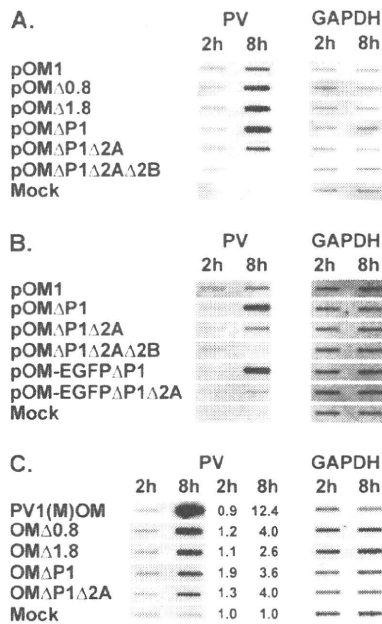 A. PV GAPDH
2h 8h 2h 8h
pOM1
pOMΔ0.8
pOMΔ1.8
pOMΔP1
pOMΔP1Δ2A
pOMΔP1Δ2AΔ2B
Mock
B. PV GAPDH
2h 8h 2h 8h
pOM1
pOMΔP1
pOMΔP1Δ2A
pOMΔP1Δ2AΔ2B
pOM-EGFPΔP1
pOM-EGFPΔP1Δ2A
Mock
C. PV GAPDH
2h 8h 2h 8h 2h 8h
PV1(M)OM 0.9 12.4
OMΔ0.8 1.2 4.0
OMΔ1.8 1.1 2.6
OMΔP1 1.9 3.6
OMΔP1Δ2A 1.3 4.0
Mock 1.0 1.0